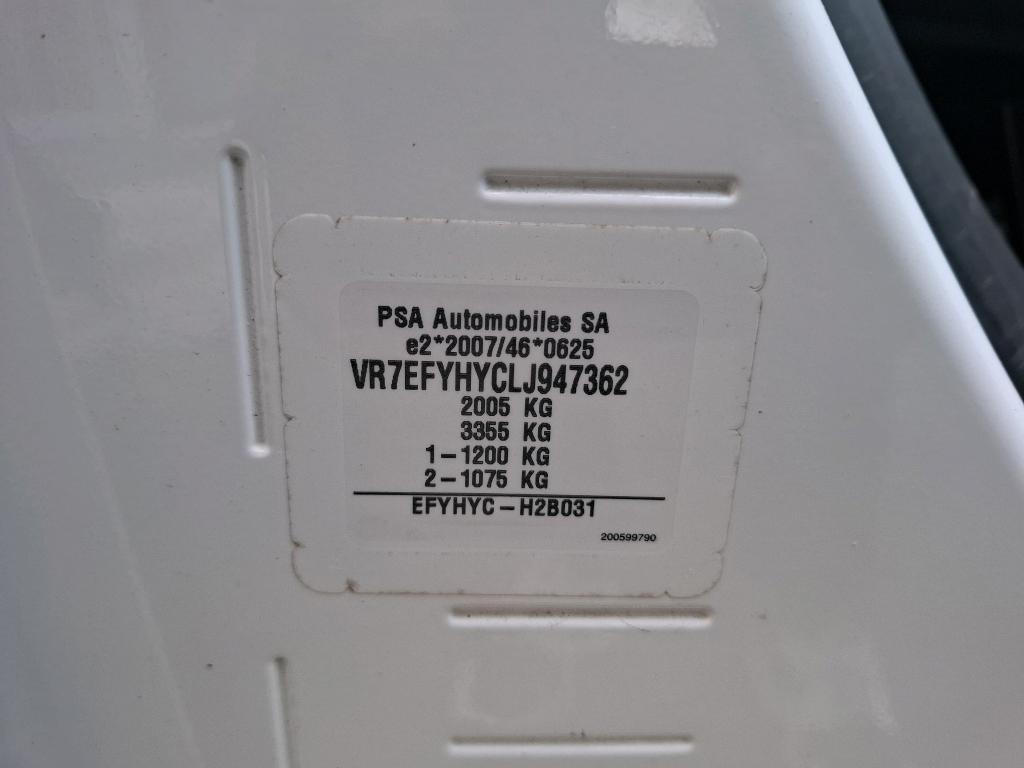 PSA Automobiles SA
e2*2007/46*0625
VR7EFYHYCLJ947362
2005 KG
3355 KG
1-1200 KG
2-1075 KG
EFYHYC-H2B031
200599790